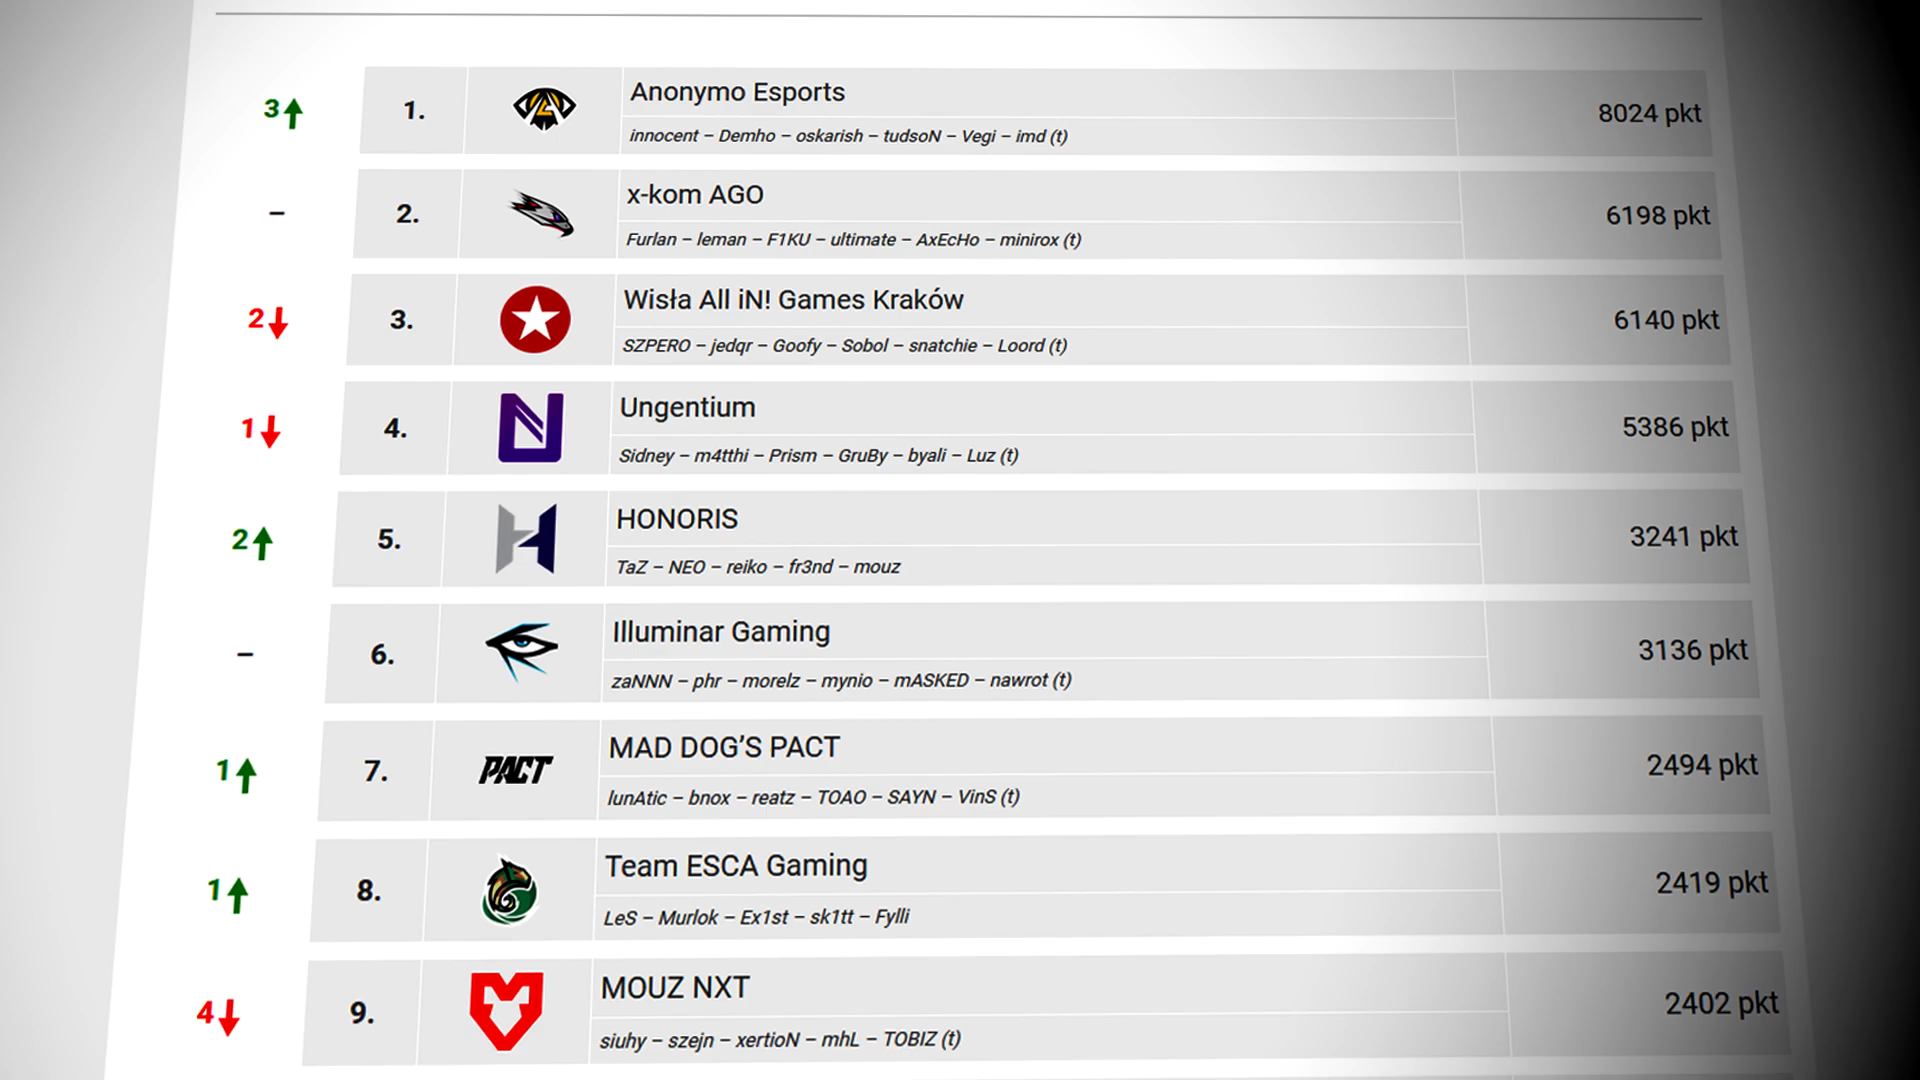 3 1. Anonymo Esports 8024 pkt
innocent – Demho – oskarish – tudsoN – Vegi – imd (t)
– 2. x-kom AGO 6198 pkt
Furlan – leman – F1KU – ultimate – AxEcHo – minirox (t)
2 3. Wisła All iN! Games Kraków 6140 pkt
SZPERO – jedqr – Goofy – Sobol – snatchie – Loord (t)
1 4. Ungentium 5386 pkt
Sidney – m4tthi – Prism – GruBy – byali – Luz (t)
2 5. HONORIS 3241 pkt
TaZ – NEO – reiko – fr3nd – mouz
– 6. Illuminar Gaming 3136 pkt
zaNNN – phr – morelz – mynio – mASKED – nawrot (t)
1 7. PACT MAD DOG’S PACT 2494 pkt
lunAtic – bnox – reatz – TOAO – SAYN – VinS (t)
1 8. Team ESCA Gaming 2419 pkt
LeS – Murlok – Ex1st – sk1tt – Fylli
4 9. MOUZ NXT 2402 pkt
siuhy – szejn – xertioN – mhL – TOBIZ (t)